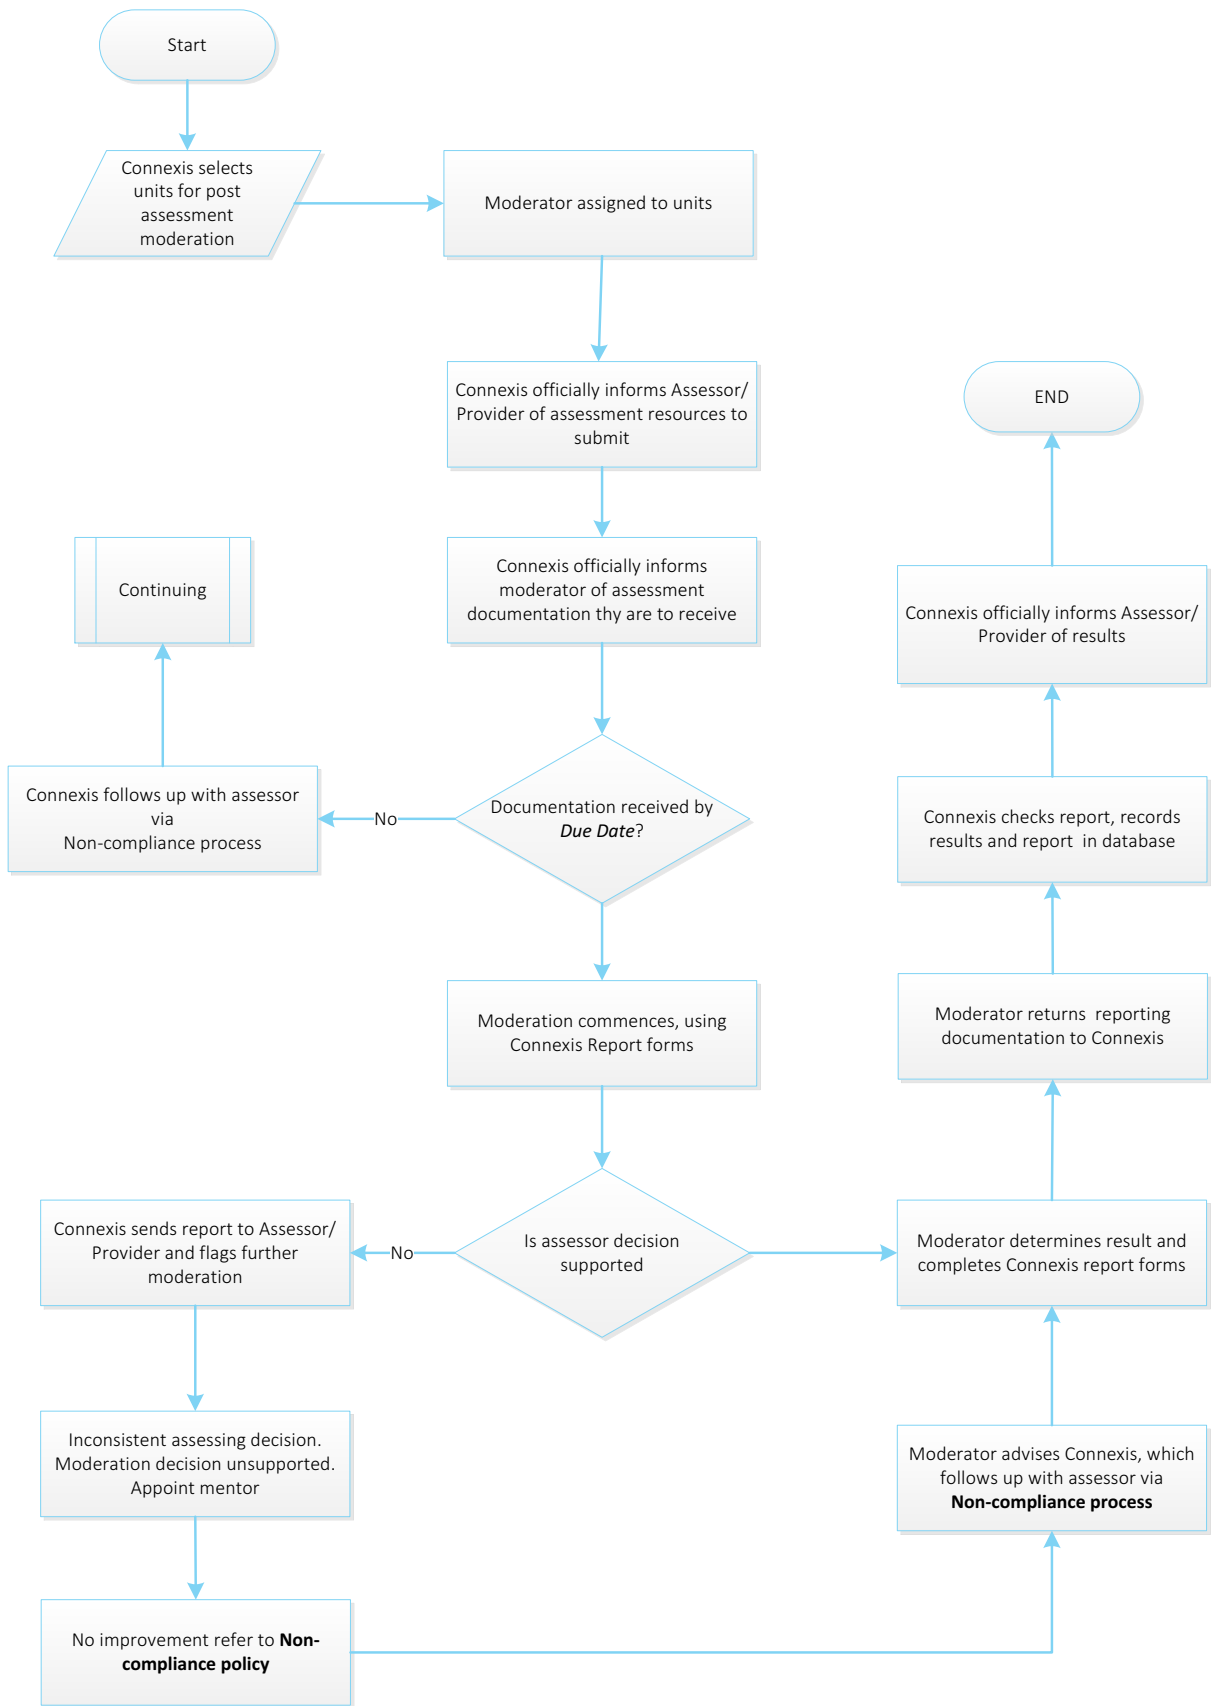 Start
Connexis selects
units for post
assessment
moderation
Moderator assigned to units
Connexis officially informs Assessor/
Provider of assessment resources to
submit
END
Connexis officially informs
moderator of assessment
documentation thy are to receive
Continuing
Connexis officially informs Assessor/
Provider of results
Connexis follows up with assessor
via
Non-compliance process
No
Documentation received by
Due Date?
Connexis checks report, records
results and report in database
Moderation commences, using
Connexis Report forms
Moderator returns reporting
documentation to Connexis
Connexis sends report to Assessor/
Provider and flags further
moderation
No
Is assessor decision
supported
Moderator determines result and
completes Connexis report forms
Inconsistent assessing decision.
Moderation decision unsupported.
Appoint mentor
Moderator advises Connexis, which
follows up with assessor via
Non-compliance process
No improvement refer to Non-
compliance policy